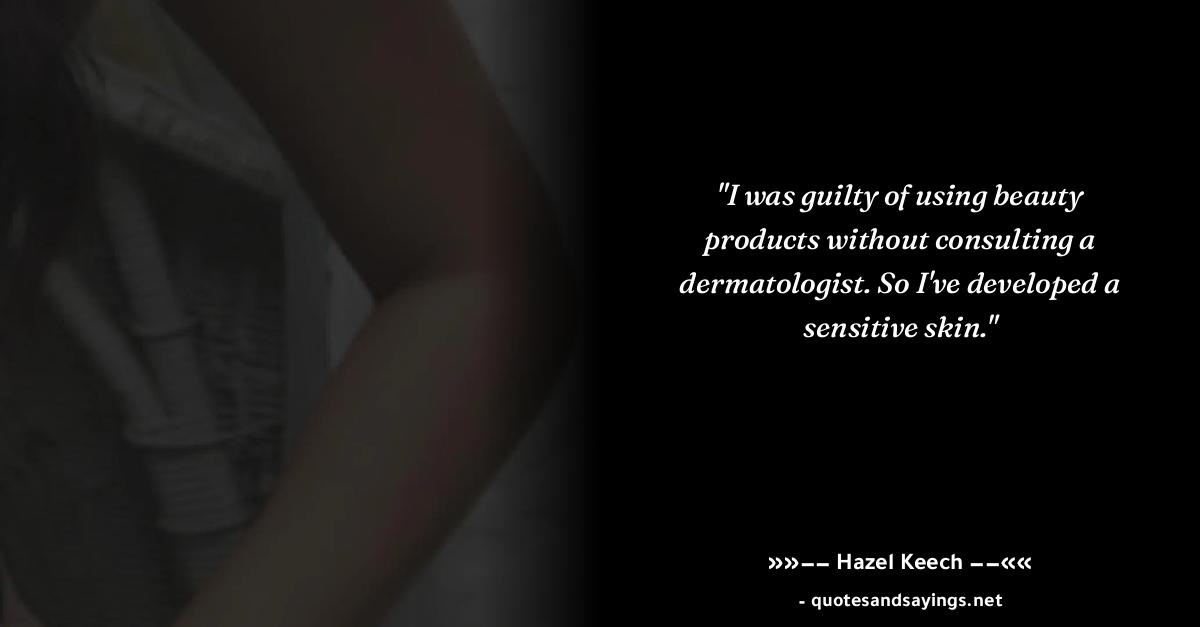 "I was guilty of using beauty
products without consulting a
dermatologist. So I've developed a
sensitive skin."
»»−− Hazel Keech −−««
- quotesandsayings.net